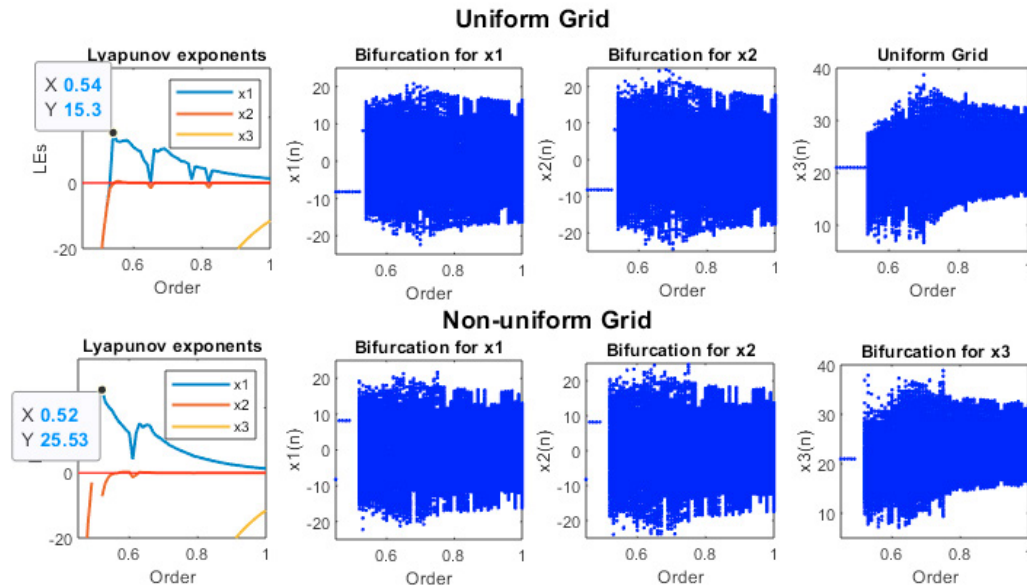 Uniform Grid
Lyapunov exponents
Bifurcation for x1
Bifurcation for x2
Uniform Grid
X 0.54
Y 15.3
x1
x2
x3
LEs
0
-20
0.6
0.8
1
Order
x1(n)
20
10
0
-10
-20
0.6
0.8
1
Order
x2(n)
20
10
0
-10
-20
0.6
0.8
1
Order
x3(n)
40
30
20
10
0.6
0.8
1
Order
Non-uniform Grid
Lyapunov exponents
Bifurcation for x1
Bifurcation for x2
Bifurcation for x3
X 0.52
Y 25.53
x1
x2
x3
0
-20
0.6
0.8
1
Order
x1(n)
20
10
0
-10
-20
0.6
0.8
1
Order
x2(n)
20
10
0
-10
-20
0.6
0.8
1
Order
x3(n)
40
30
20
10
0.6
0.8
1
Order